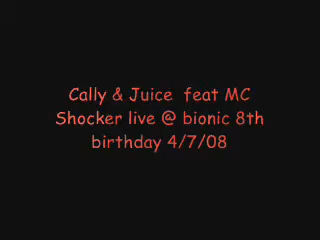 Cally & Juice  feat MC
Shocker live @ bionic 8th
birthday 4/7/08